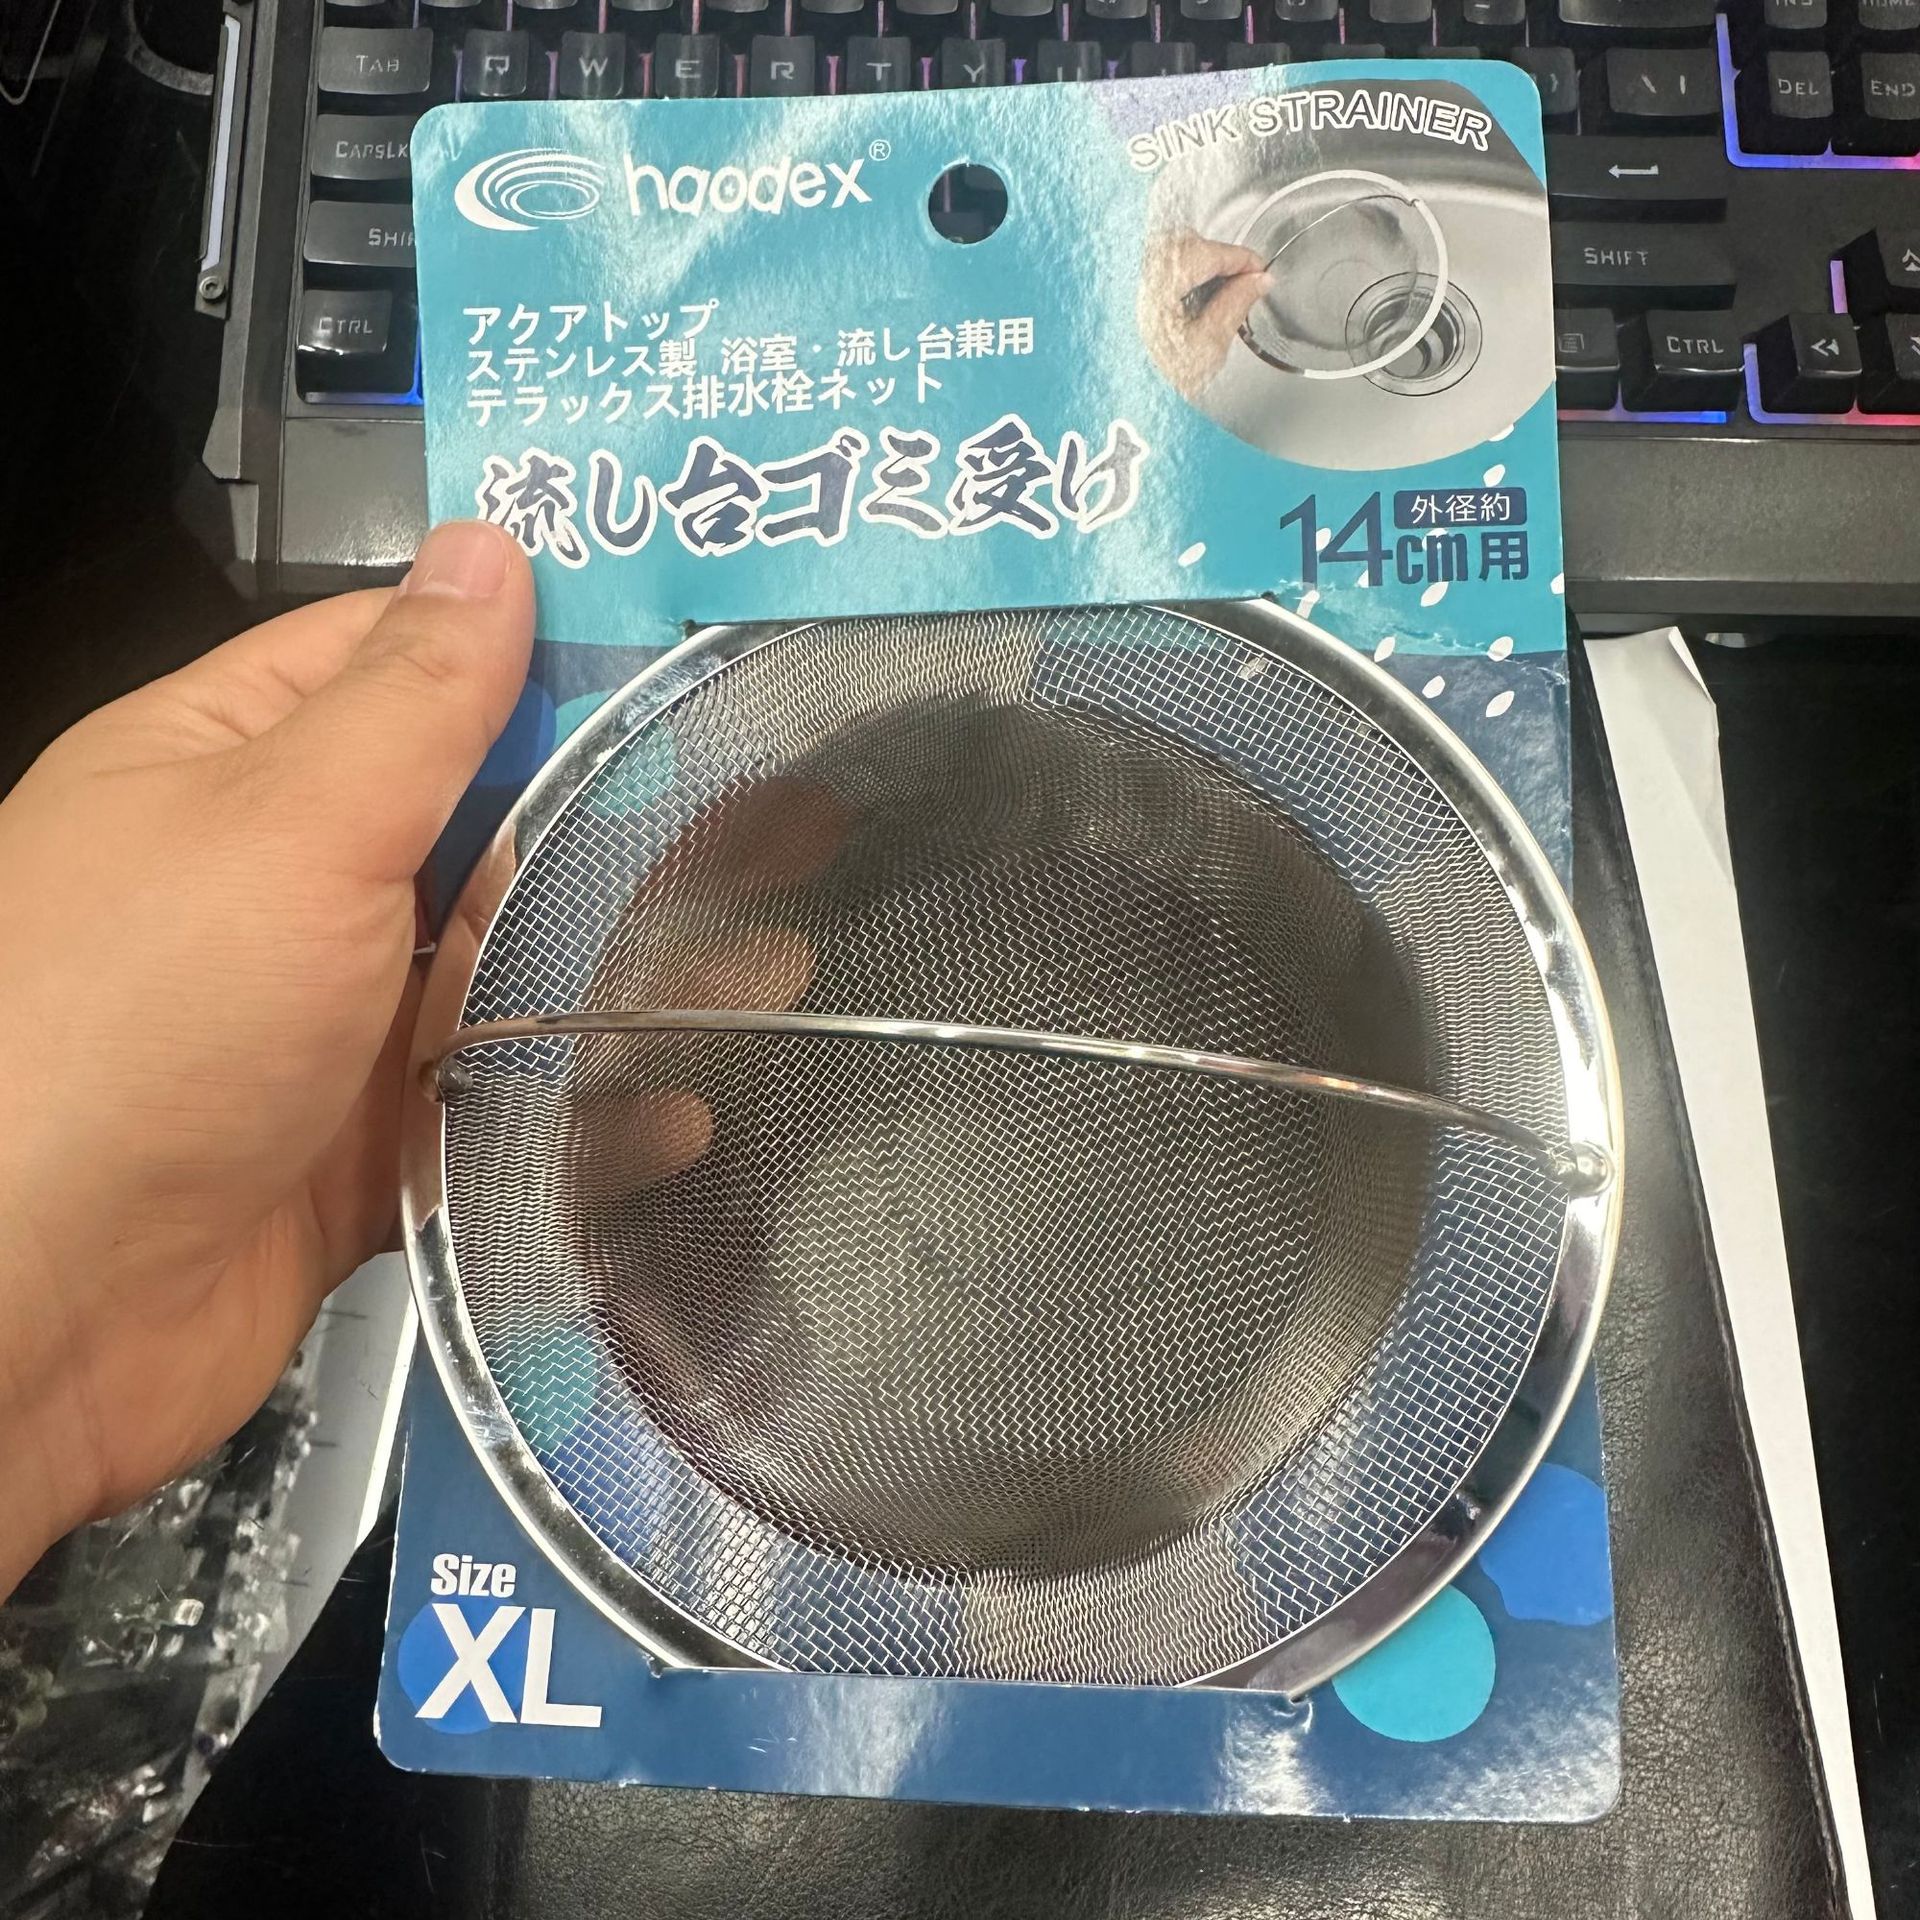 haodex®
SINK STRAINER
アクアトップ
ステンレス製 浴室・流し台兼用
テラックス排水栓ネット
流し台ゴミ受け
14cm用
外径約
Size
XL
TAB
Q W E R T Y U I
\ |
DEL
END
CAPSLK
SHIFT
CTRL
CTRL